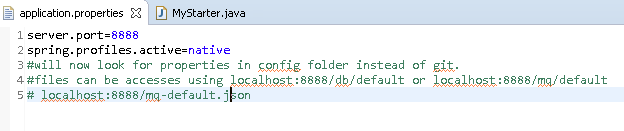 application.properties MyStarter.java
1 server.port=8888
2 spring.profiles.active=native
3 #will now look for properties in config folder instead of git.
4 #files can be accesses using localhost:8888/db/default or localhost:8888/mq/default
5 # localhost:8888/mq-default.json